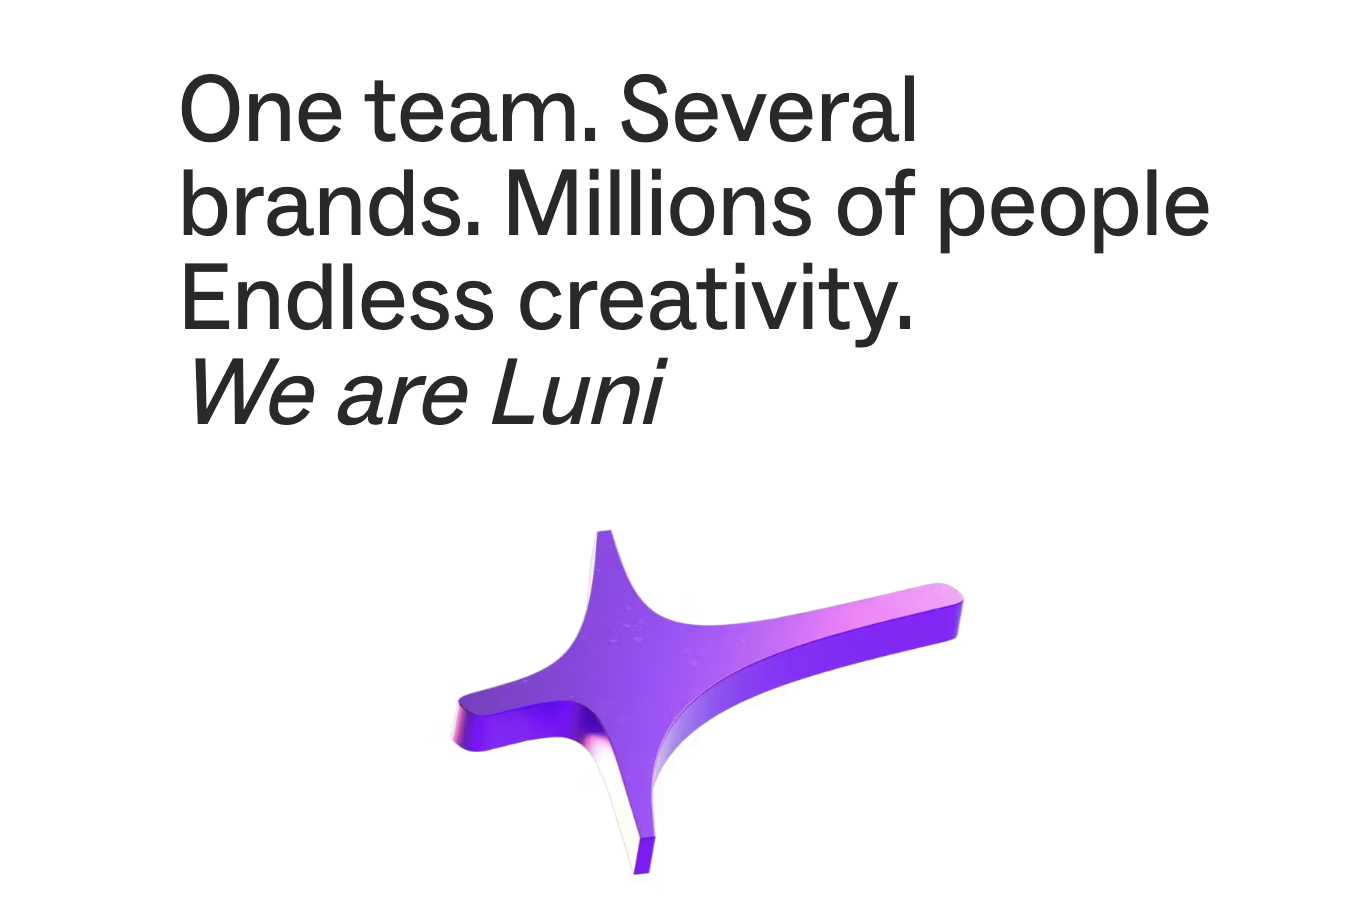 One team. Several
brands. Millions of people
Endless creativity.
We are Luni